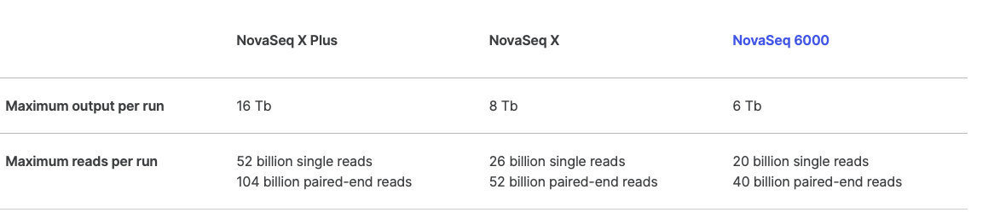 NovaSeq X Plus NovaSeq X NovaSeq 6000
Maximum output per run 16 Tb 8 Tb 6 Tb
Maximum reads per run 52 billion single reads 26 billion single reads 20 billion single reads
104 billion paired-end reads 52 billion paired-end reads 40 billion paired-end reads